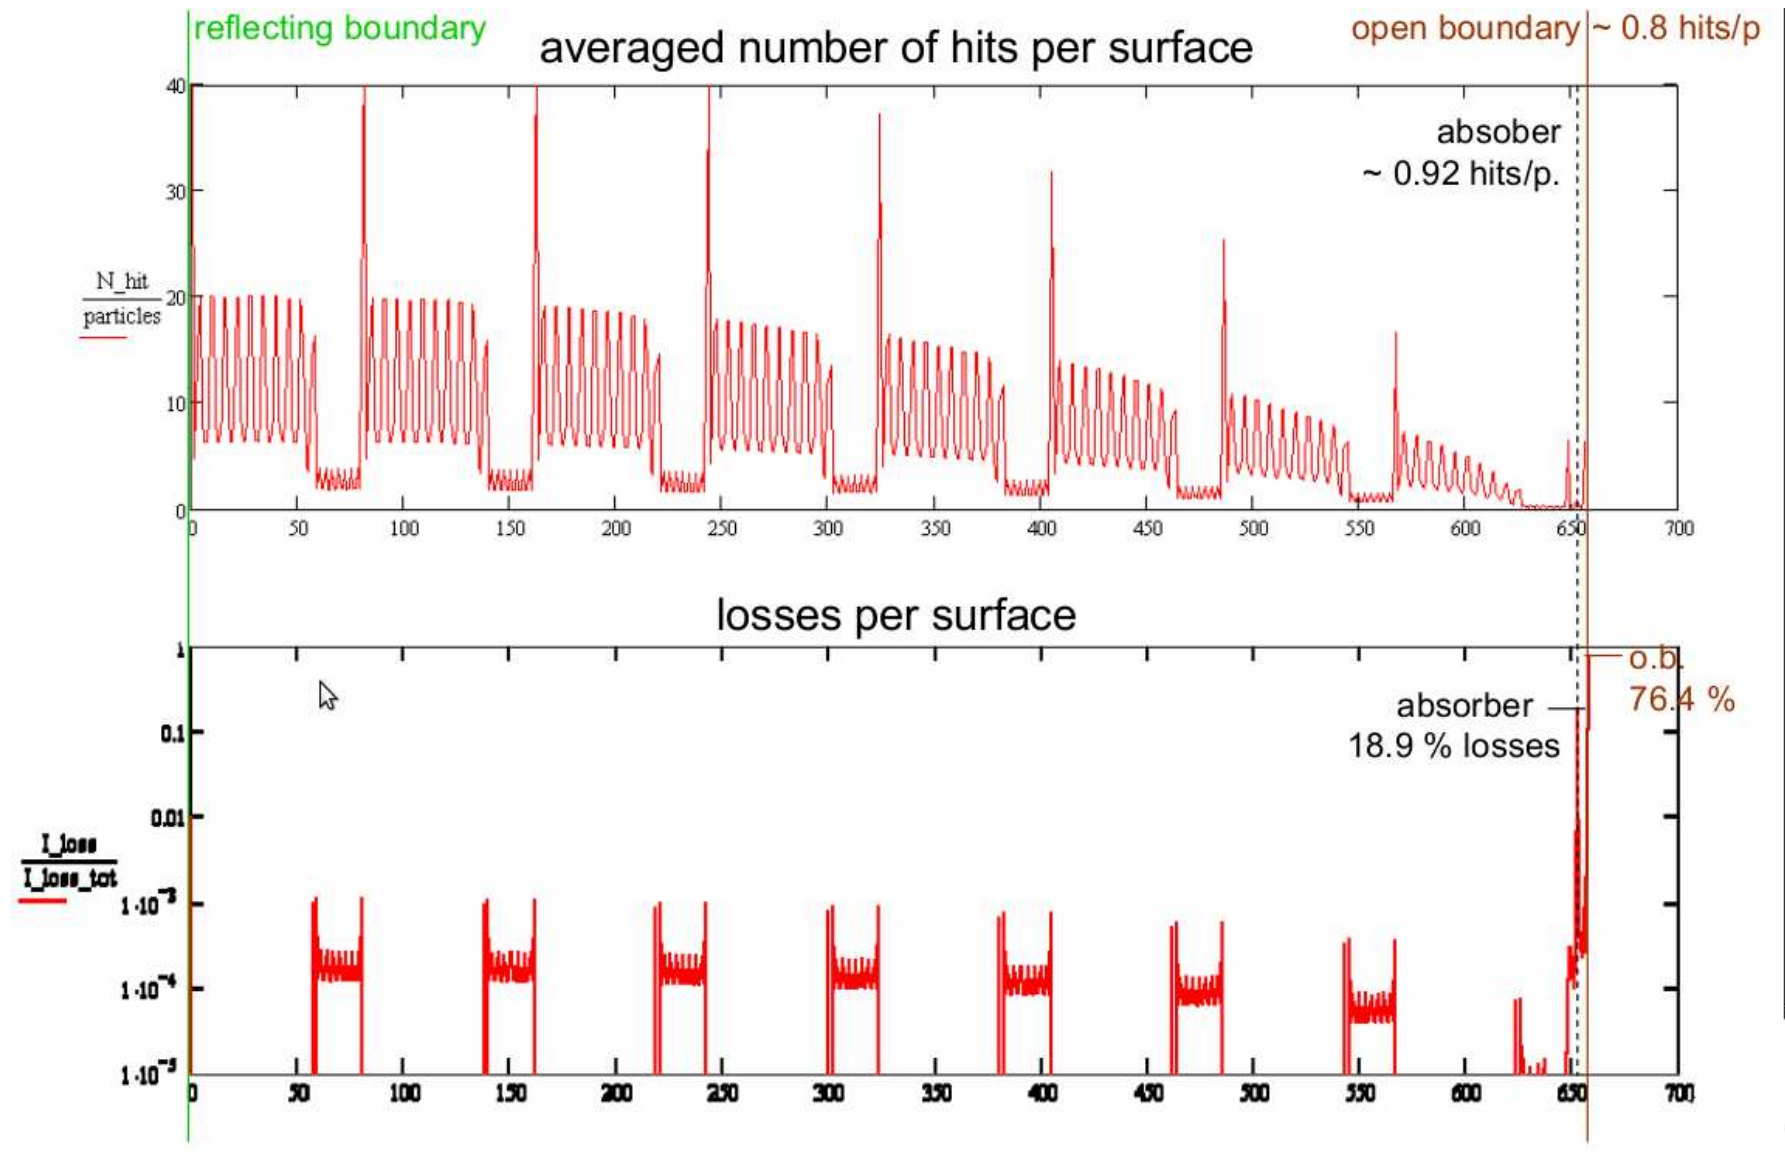 reflecting boundary
open boundary ~ 0.8 hits/p
averaged number of hits per surface
40
absober
~ 0.92 hits/p.
30
N_hit
particles
20
10
0
0 50 100 150 200 250 300 350 400 450 500 550 600 650 700
losses per surface
1
o.b.
76.4 %
absorber
18.9 % losses
0.1
0.01
I_loss
I_loss_tot
1·10⁻³
1·10⁻⁴
1·10⁻⁵
0 50 100 150 200 250 300 350 400 450 500 550 600 650 700